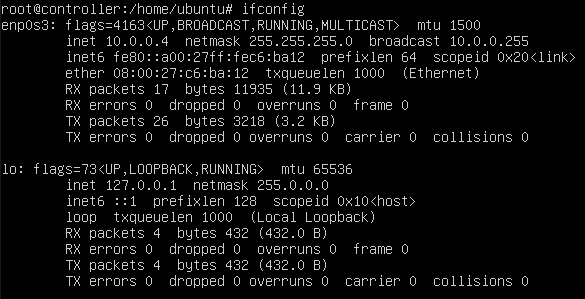 root@controller:/home/ubuntu# ifconfig
enp0s3: flags=4163<UP,BROADCAST,RUNNING,MULTICAST>  mtu 1500
        inet 10.0.0.4  netmask 255.255.255.0  broadcast 10.0.0.255
        inet6 fe80::a00:27ff:fec6:ba12  prefixlen 64  scopeid 0x20<link>
        ether 08:00:27:c6:ba:12  txqueuelen 1000  (Ethernet)
        RX packets 17  bytes 11935 (11.9 KB)
        RX errors 0  dropped 0  overruns 0  frame 0
        TX packets 26  bytes 3218 (3.2 KB)
        TX errors 0  dropped 0 overruns 0  carrier 0  collisions 0

lo: flags=73<UP,LOOPBACK,RUNNING>  mtu 65536
        inet 127.0.0.1  netmask 255.0.0.0
        inet6 ::1  prefixlen 128  scopeid 0x10<host>
        loop  txqueuelen 1000  (Local Loopback)
        RX packets 4  bytes 432 (432.0 B)
        RX errors 0  dropped 0  overruns 0  frame 0
        TX packets 4  bytes 432 (432.0 B)
        TX errors 0  dropped 0 overruns 0  carrier 0  collisions 0